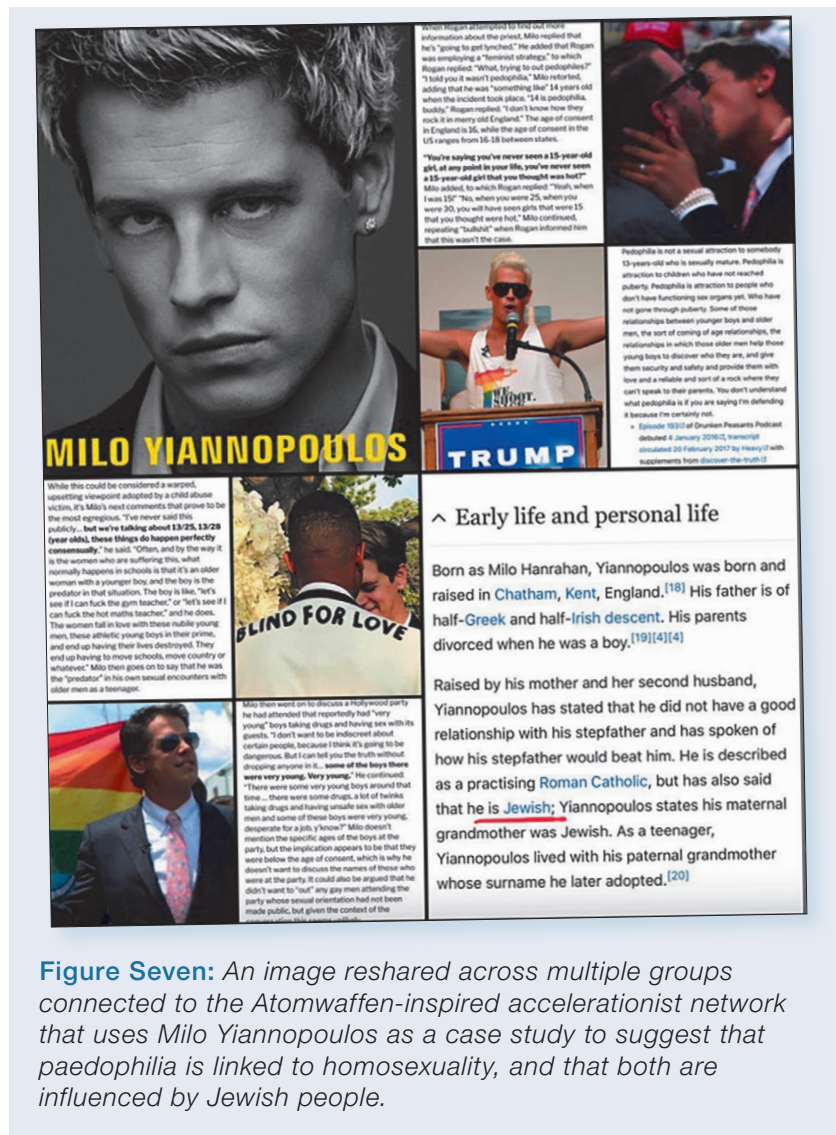 When Rogan attempted to find out more
information about the priest, Milo replied that
he's "going to get lynched." He added that Rogan
was employing a "feminist strategy," to which
Rogan replied: "What, trying to out pedophiles?"
"I told you it wasn't pedophilia," Milo retorted,
adding that he was "something like" 14 years old
when the incident took place. "14 is pedophilia,
buddy," Rogan replied. "I don't know how they
rock it in merry old England." The age of consent
in England is 16, while the age of consent in the
US ranges from 16-18 between states.
"You're saying you've never seen a 15-year-old
girl, at any point in your life, you've never seen
a 15-year-old girl that you thought was hot?"
Milo added, to which Rogan replied: "Yeah, when
I was 15!" "No, when you were 25, when you
were 30, you will have seen girls that were 15
that you thought were hot," Milo continued,
repeating "bullshit" when Rogan informed him
that this wasn't the case.
MILO YIANNOPOULOS
WE
SHOOT.
TRUMP
Pedophilia is not a sexual attraction to somebody
13-years-old who is sexually mature. Pedophilia is
attraction to children who have not reached
puberty. Pedophilia is attraction to people who
don't have functioning sex organs yet. Who have
not gone through puberty. Some of those
relationships between younger boys and older
men, the sort of coming of age relationships, the
relationships in which those older men help those
young boys to discover who they are, and give
them security and safety and provide them with
love and a reliable and sort of a rock where they
can't speak to their parents. You don't understand
what pedophilia is if you are saying I'm defending
it because I'm certainly not.
Episode 193 of Drunken Peasants Podcast
debuted 4 January 2016, transcript
circulated 20 February 2017 by Heavy with
supplements from discover-the-truth
While this could be considered a warped,
upsetting viewpoint adopted by a child abuse
victim, it's Milo's next comments that prove to be
the most egregious. "I've never said this
publicly... but we're talking about 13/25, 13/28
(year olds), these things do happen perfectly
consensually," he said. "Often, and by the way it
is the women who are suffering this, what
normally happens in schools is that it's an older
woman with a younger boy, and the boy is the
predator in that situation. The boy is like, "let's
see if I can fuck the gym teacher," or "let's see if I
can fuck the hot maths teacher," and he does.
The women fall in love with these nubile young
men, these athletic young boys in their prime,
and end up having their lives destroyed. They
end up having to move schools, move country or
whatever." Milo then goes on to say that he was
the "predator" in his own sexual encounters with
older men as a teenager.
BLIND FOR LOVE
Milo then went on to discuss a Hollywood party
he had attended that reportedly had "very
young" boys taking drugs and having sex with its
guests. "I don't want to be indiscreet about
certain people, because I think it's going to be
dangerous. But I can tell you the truth without
dropping anyone in it... some of the boys there
were very young. Very young." He continued:
"There were some very young boys around that
time... there were some drugs, a lot of twinks
taking drugs and having unsafe sex with older
men and some of these boys were very young,
desperate for a job, y'know?" Milo doesn't
mention the specific ages of the boys at the
party, but the implication appears to be that they
were below the age of consent, which is why he
doesn't want to discuss the names of those who
were at the party. It could also be argued that he
didn't want to "out" any gay men attending the
party whose sexual orientation had not been
made public, but given the context of the
Early life and personal life
Born as Milo Hanrahan, Yiannopoulos was born and
raised in Chatham, Kent, England.[18] His father is of
half-Greek and half-Irish descent. His parents
divorced when he was a boy.[19][4][4]
Raised by his mother and her second husband,
Yiannopoulos has stated that he did not have a good
relationship with his stepfather and has spoken of
how his stepfather would beat him. He is described
as a practising Roman Catholic, but has also said
that he is Jewish; Yiannopoulos states his maternal
grandmother was Jewish. As a teenager,
Yiannopoulos lived with his paternal grandmother
whose surname he later adopted.[20]
Figure Seven: An image reshared across multiple groups
connected to the Atomwaffen-inspired accelerationist network
that uses Milo Yiannopoulos as a case study to suggest that
paedophilia is linked to homosexuality, and that both are
influenced by Jewish people.